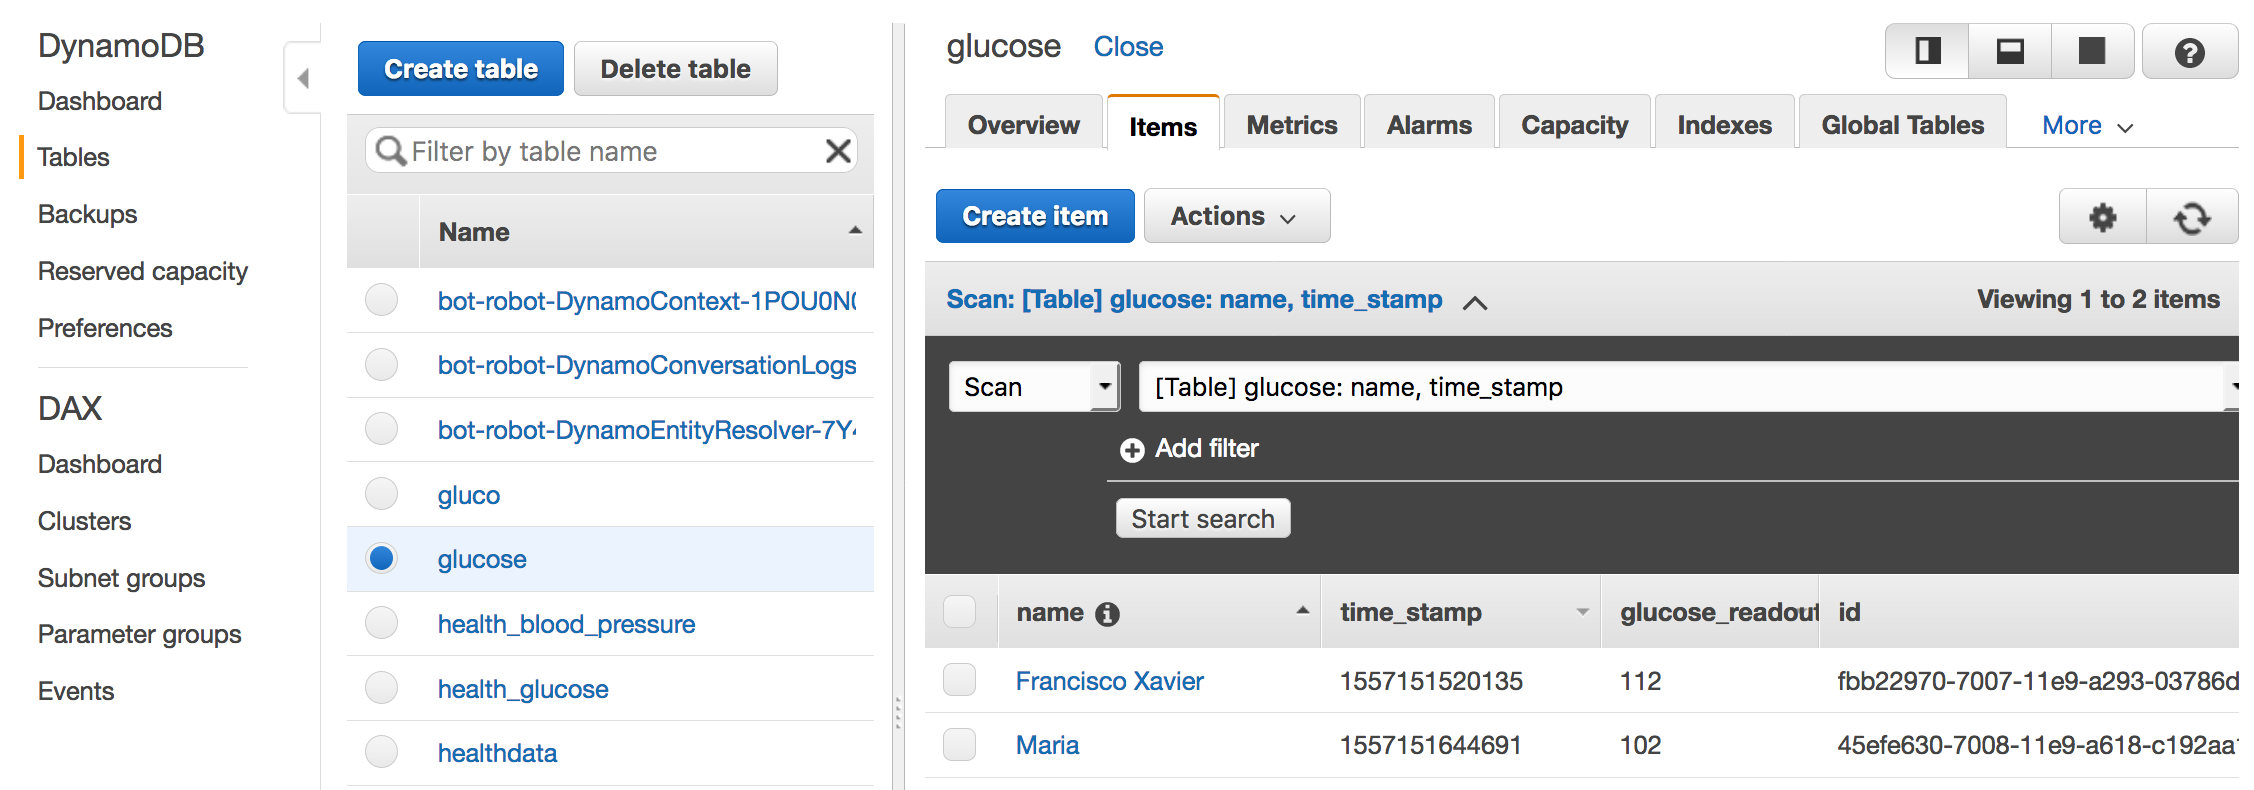 DynamoDB
Dashboard
Tables
Backups
Reserved capacity
Preferences
DAX
Dashboard
Clusters
Subnet groups
Parameter groups
Events
Create table
Delete table
Filter by table name
Name
bot-robot-DynamoContext-1POU0N
bot-robot-DynamoConversationLogs
bot-robot-DynamoEntityResolver-7Y
gluco
glucose
health_blood_pressure
health_glucose
healthdata
glucose Close
?
Overview Items Metrics Alarms Capacity Indexes Global Tables More
Create item Actions
Scan: [Table] glucose: name, time_stamp Viewing 1 to 2 items
Scan [Table] glucose: name, time_stamp
Add filter
Start search
name time_stamp glucose_readout id
Francisco Xavier 1557151520135 112 fbb22970-7007-11e9-a293-03786d
Maria 1557151644691 102 45efe630-7008-11e9-a618-c192aa